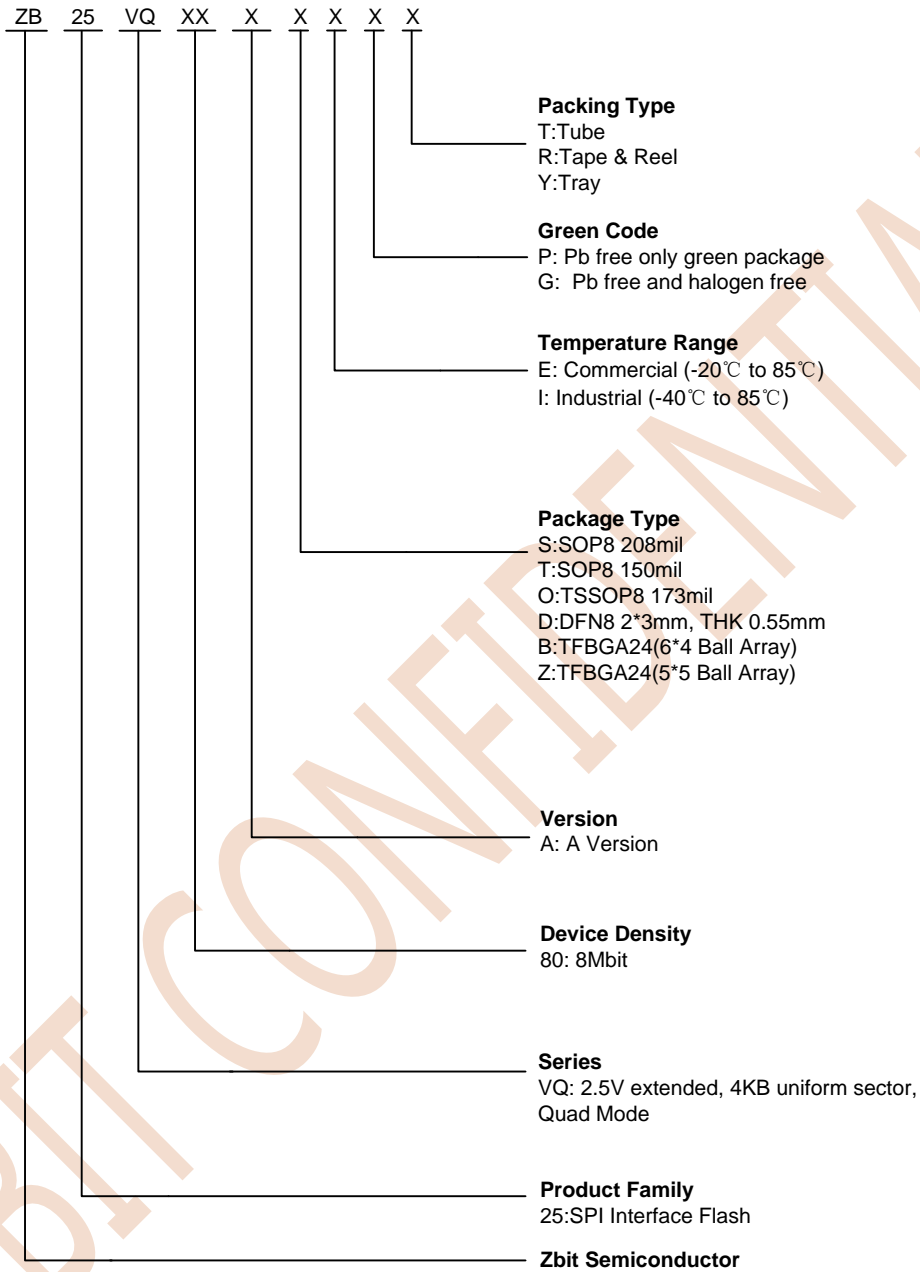 ZB 25 VQ XX X X X X X
Packing Type
T:Tube
R:Tape & Reel
Y:Tray
Green Code
P: Pb free only green package
G: Pb free and halogen free
Temperature Range
E: Commercial (-20℃ to 85℃)
I: Industrial (-40℃ to 85℃)
Package Type
S:SOP8 208mil
T:SOP8 150mil
O:TSSOP8 173mil
D:DFN8 2*3mm, THK 0.55mm
B:TFBGA24(6*4 Ball Array)
Z:TFBGA24(5*5 Ball Array)
Version
A: A Version
Device Density
80: 8Mbit
Series
VQ: 2.5V extended, 4KB uniform sector,
Quad Mode
Product Family
25:SPI Interface Flash
Zbit Semiconductor
BIT CONFIDENTIA